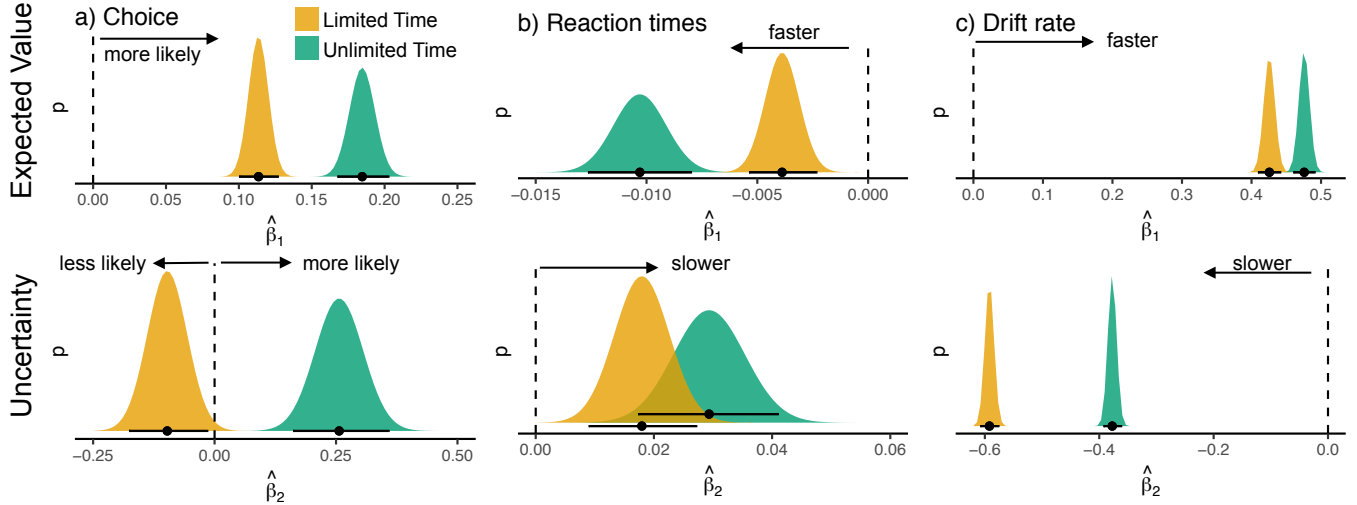 a) Choice
Limited Time
Unlimited Time
more likely
Expected Value
p
0.00 0.05 0.10 0.15 0.20 0.25
β̂₁
b) Reaction times
faster
p
−0.015 −0.010 −0.005 0.000
β̂₁
c) Drift rate
faster
p
0.0 0.1 0.2 0.3 0.4 0.5
β̂₁
less likely
more likely
Uncertainty
p
−0.25 0.00 0.25 0.50
β̂₂
slower
p
0.00 0.02 0.04 0.06
β̂₂
slower
p
−0.6 −0.4 −0.2 0.0
β̂₂